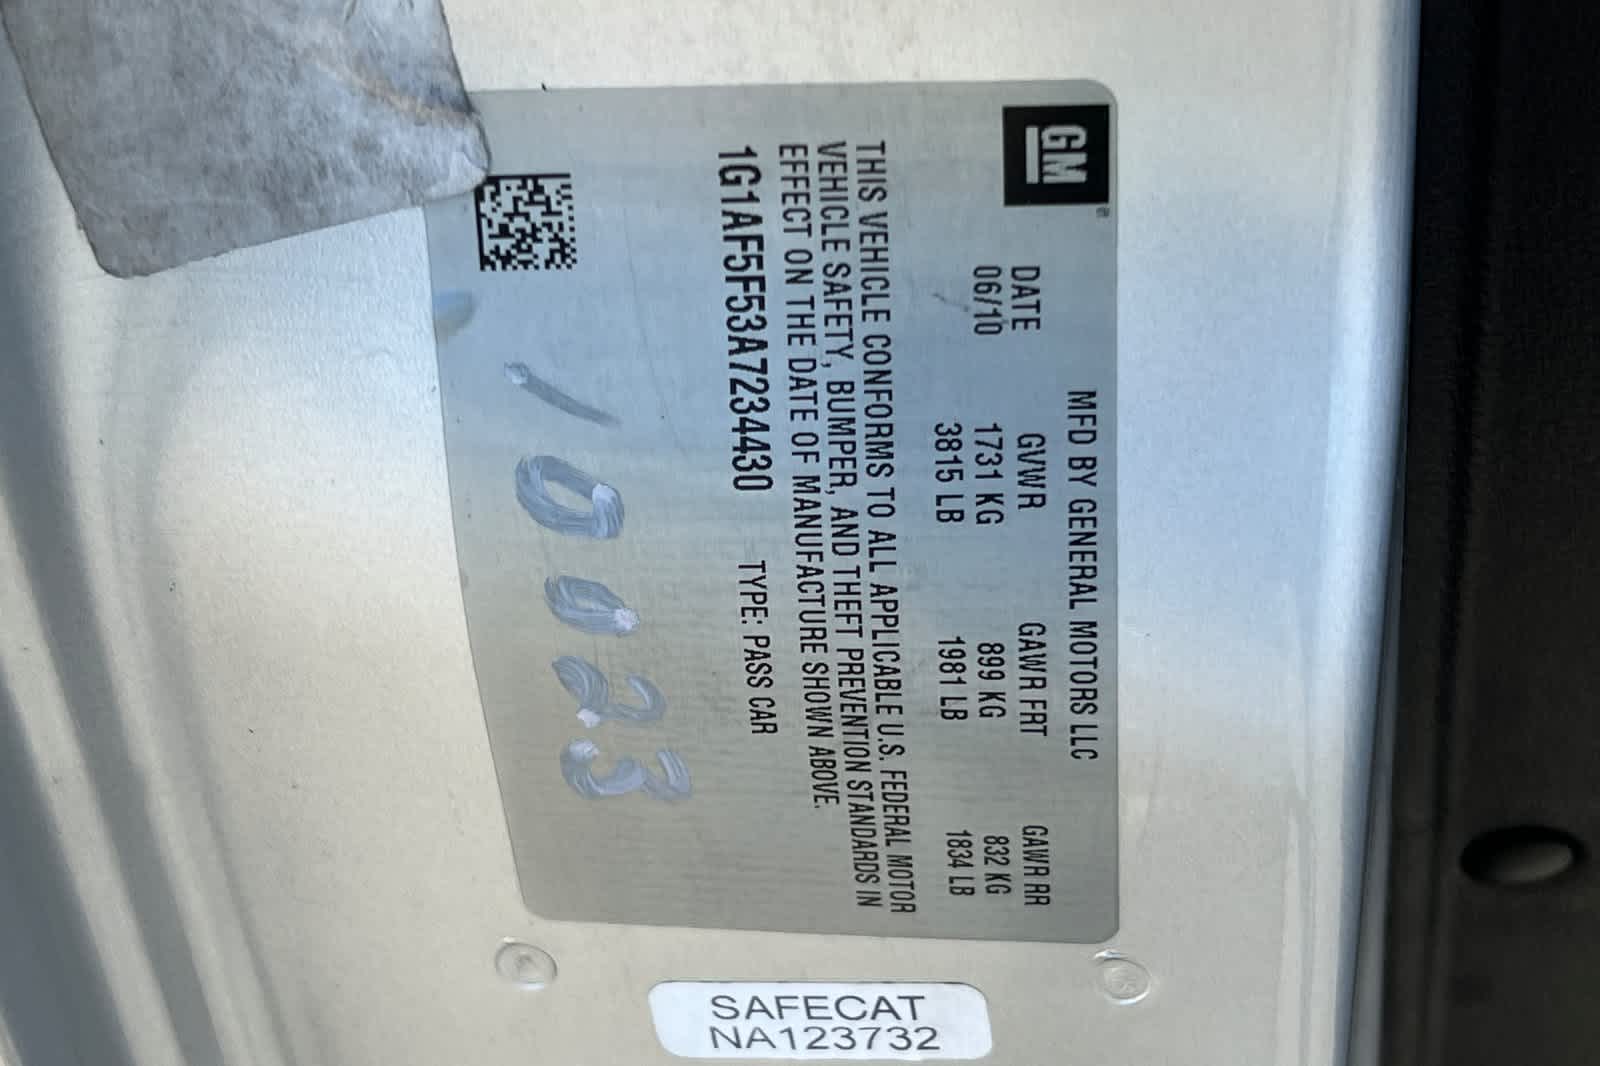 GM
MFD BY GENERAL MOTORS LLC
DATE GVWR GAWR FRT GAWR RR
06/10 1731 KG 899 KG 832 KG
3815 LB 1981 LB 1834 LB
THIS VEHICLE CONFORMS TO ALL APPLICABLE U.S. FEDERAL MOTOR
VEHICLE SAFETY, BUMPER, AND THEFT PREVENTION STANDARDS IN
EFFECT ON THE DATE OF MANUFACTURE SHOWN ABOVE.
1G1AF5F53A7234430 TYPE: PASS CAR
10023
SAFECAT
NA123732